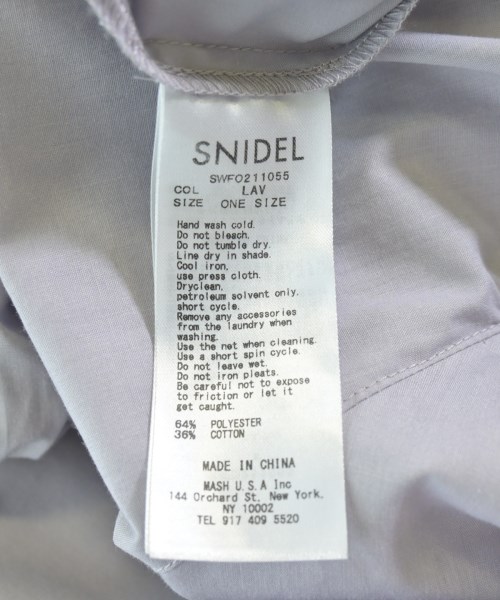 SNIDEL
SWFO211055
COL LAV
SIZE ONE SIZE
Hand wash cold.
Do not bleach.
Do not tumble dry.
Line dry in shade.
Cool iron,
use press cloth.
Dryclean,
petroleum solvent only.
short cycle.
Remove any accessories
from the laundry when
washing.
Use the net when cleaning.
Use a short spin cycle.
Do not leave wet.
Do not iron pleats.
Be careful not to expose
to friction or let it
get caught.
64% POLYESTER
36% COTTON
MADE IN CHINA
MASH U.S.A Inc
144 Orchard St, New York.
NY 10002
TEL 917 409 5520